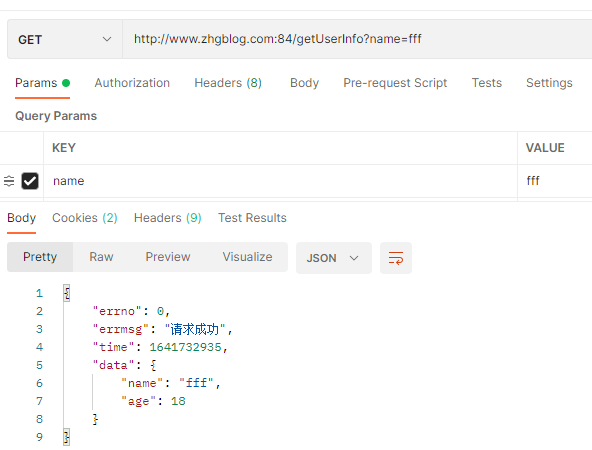 GET http://www.zhgblog.com:84/getUserInfo?name=fff
Params Authorization Headers (8) Body Pre-request Script Tests Settings
Query Params
KEY VALUE
name fff
Body Cookies (2) Headers (9) Test Results
Pretty Raw Preview Visualize JSON
1 {
2 "errno": 0,
3 "errmsg": "请求成功",
4 "time": 1641732935,
5 "data": {
6 "name": "fff",
7 "age": 18
8 }
9 }